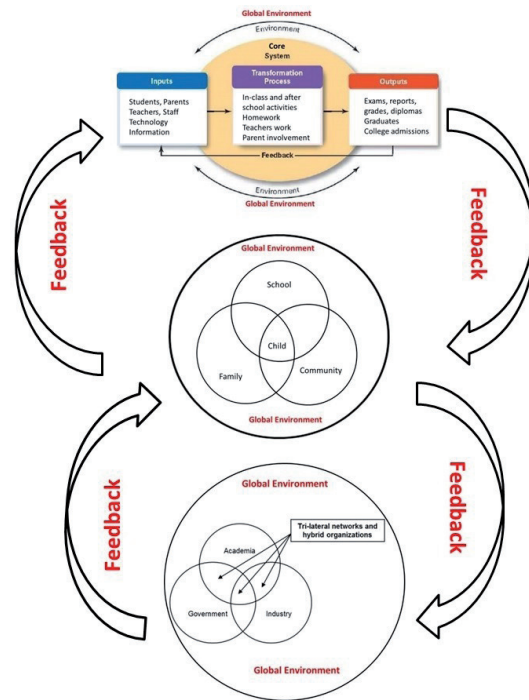 Global Environment
Environment
Core
System
Inputs
Students, Parents
Teachers, Staff
Technology
Information
Transformation
Process
In-class and after
school activities
Homework
Teachers work
Parent involvement
Outputs
Exams, reports,
grades, diplomas
Graduates
College admissions
Feedback
Environment
Global Environment
Feedback
Feedback
Global Environment
School
Child
Family
Community
Global Environment
Feedback
Feedback
Global Environment
Tri-lateral networks and
hybrid organizations
Academia
Government
Industry
Global Environment